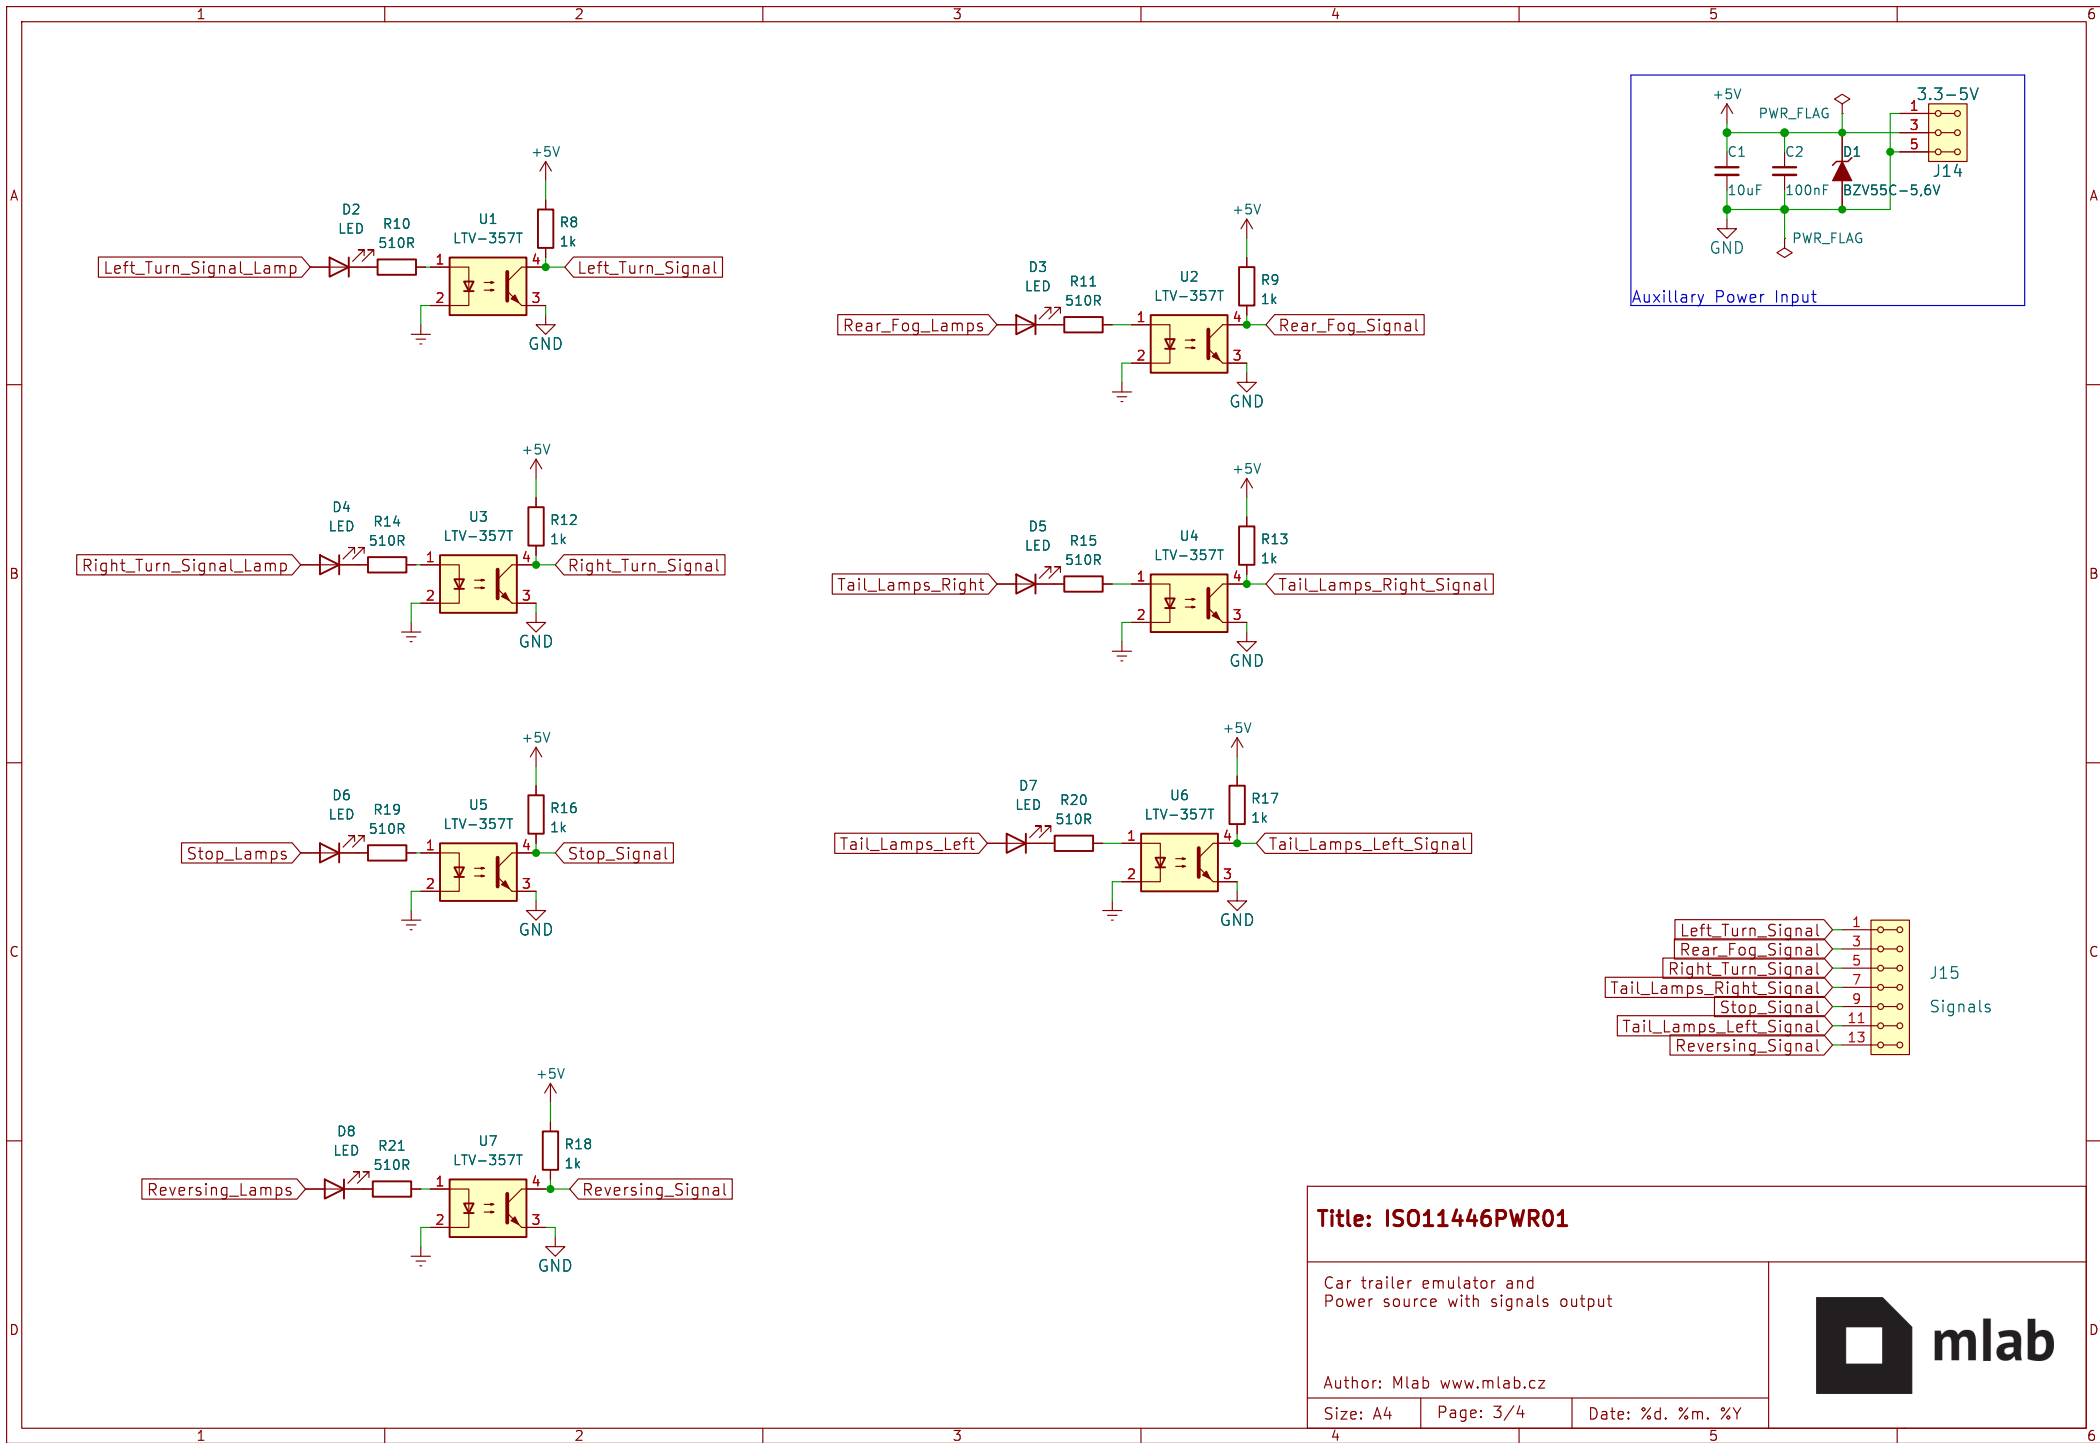 1 2 3 4 5 6
A
B
C
D
+5V
D2
LED
R10
510R
U1
LTV-357T
R8
1k
Left_Turn_Signal_Lamp
1
2
4
3
Left_Turn_Signal
GND
+5V
D3
LED
R11
510R
U2
LTV-357T
R9
1k
Rear_Fog_Lamps
1
2
4
3
Rear_Fog_Signal
GND
+5V
PWR_FLAG
3.3-5V
1
3
5
J14
C1
10uF
C2
100nF
D1
BZV55C-5,6V
GND
PWR_FLAG
Auxillary Power Input
+5V
D4
LED
R14
510R
U3
LTV-357T
R12
1k
Right_Turn_Signal_Lamp
1
2
4
3
Right_Turn_Signal
GND
+5V
D5
LED
R15
510R
U4
LTV-357T
R13
1k
Tail_Lamps_Right
1
2
4
3
Tail_Lamps_Right_Signal
GND
+5V
D6
LED
R19
510R
U5
LTV-357T
R16
1k
Stop_Lamps
1
2
4
3
Stop_Signal
GND
+5V
D7
LED
R20
510R
U6
LTV-357T
R17
1k
Tail_Lamps_Left
1
2
4
3
Tail_Lamps_Left_Signal
GND
Left_Turn_Signal 1
Rear_Fog_Signal 3
Right_Turn_Signal 5
Tail_Lamps_Right_Signal 7
Stop_Signal 9
Tail_Lamps_Left_Signal 11
Reversing_Signal 13
J15
Signals
+5V
D8
LED
R21
510R
U7
LTV-357T
R18
1k
Reversing_Lamps
1
2
4
3
Reversing_Signal
GND
Title: ISO11446PWR01
Car trailer emulator and
Power source with signals output
Author: Mlab www.mlab.cz
Size: A4
Page: 3/4
Date: %d. %m. %Y
mlab
A
B
C
D
1 2 3 4 5 6